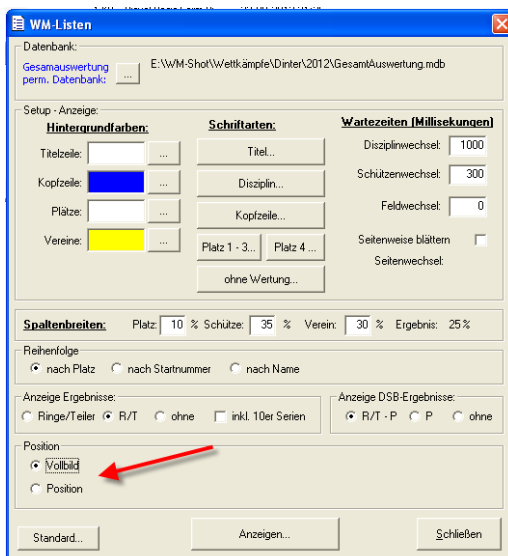 WM-Listen
Datenbank:
Gesamauswertung
perm. Datenbank:
...
E:\WM-Shot\Wettkämpfe\Dinter\2012\GesamtAuswertung.mdb
Setup - Anzeige:
Hintergrundfarben:
Schriftarten:
Wartezeiten (Millisekungen)
Titelzeile: ... Titel... Disziplinwechsel: 1000
Kopfzeile: ... Disziplin... Schützenwechsel: 300
Plätze: ... Kopfzeile... Feldwechsel: 0
Vereine: ... Platz 1 - 3... Platz 4 ... Seitenweise blättern
Seitenwechsel:
ohne Wertung...
Spaltenbreiten: Platz: 10 % Schütze: 35 % Verein: 30 % Ergebnis: 25 %
Reihenfolge
nach Platz nach Startnummer nach Name
Anzeige Ergebnisse: Anzeige DSB-Ergebnisse:
Ringe/Teiler R/T ohne inkl. 10er Serien R/T - P P ohne
Position
Vollbild
Position
Standard... Anzeigen... Schließen